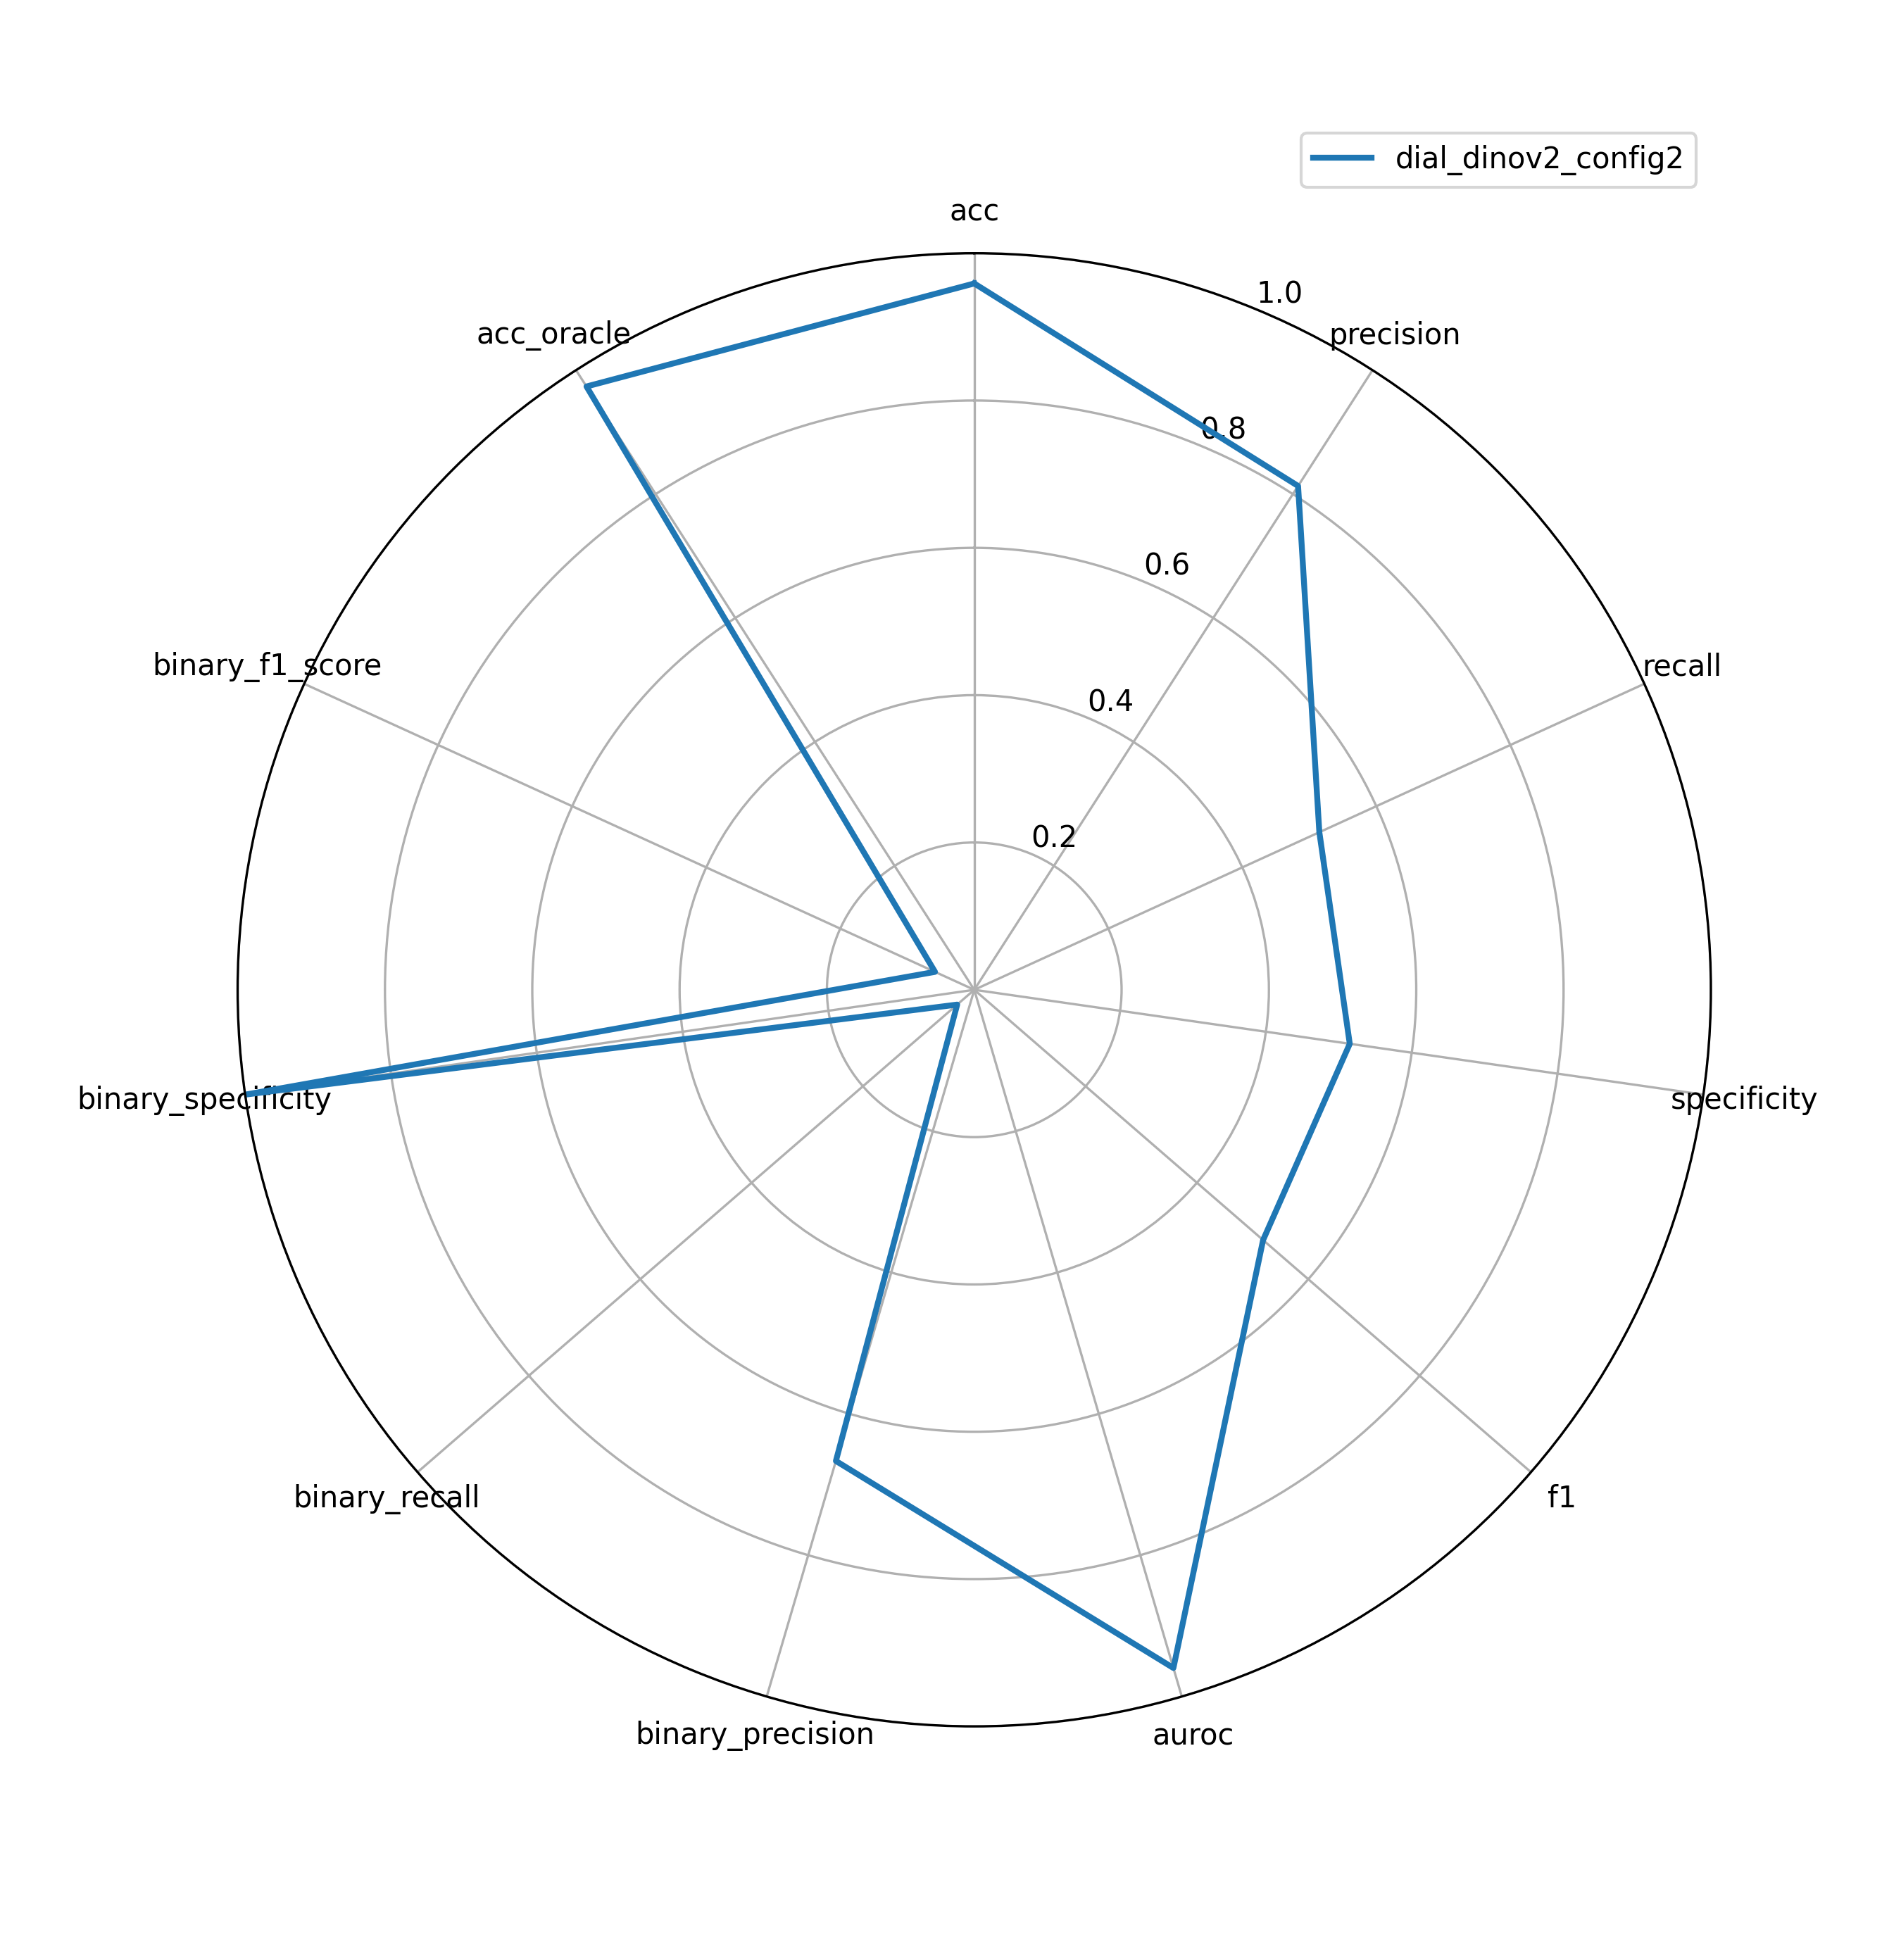 dial_dinov2_config2
acc
1.0
acc_oracle
precision
0.8
0.6
binary_f1_score
recall
0.4
0.2
binary_specificity
specificity
binary_recall
f1
binary_precision
auroc